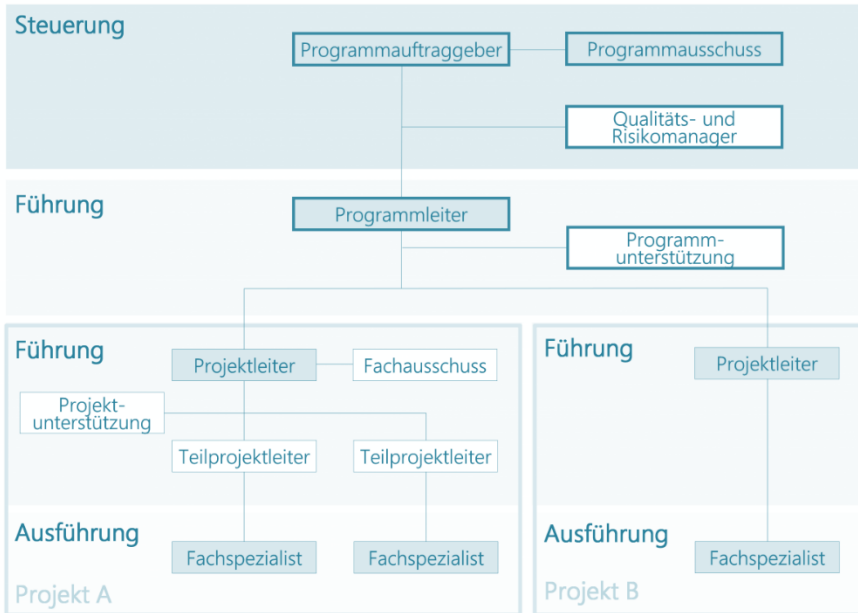 Steuerung
Programmauftraggeber
Programmausschuss
Qualitäts- und
Risikomanager
Führung
Programmleiter
Programm-
unterstützung
Führung
Projektleiter
Fachausschuss
Projekt-
unterstützung
Teilprojektleiter
Teilprojektleiter
Ausführung
Fachspezialist
Fachspezialist
Projekt A
Führung
Projektleiter
Ausführung
Fachspezialist
Projekt B